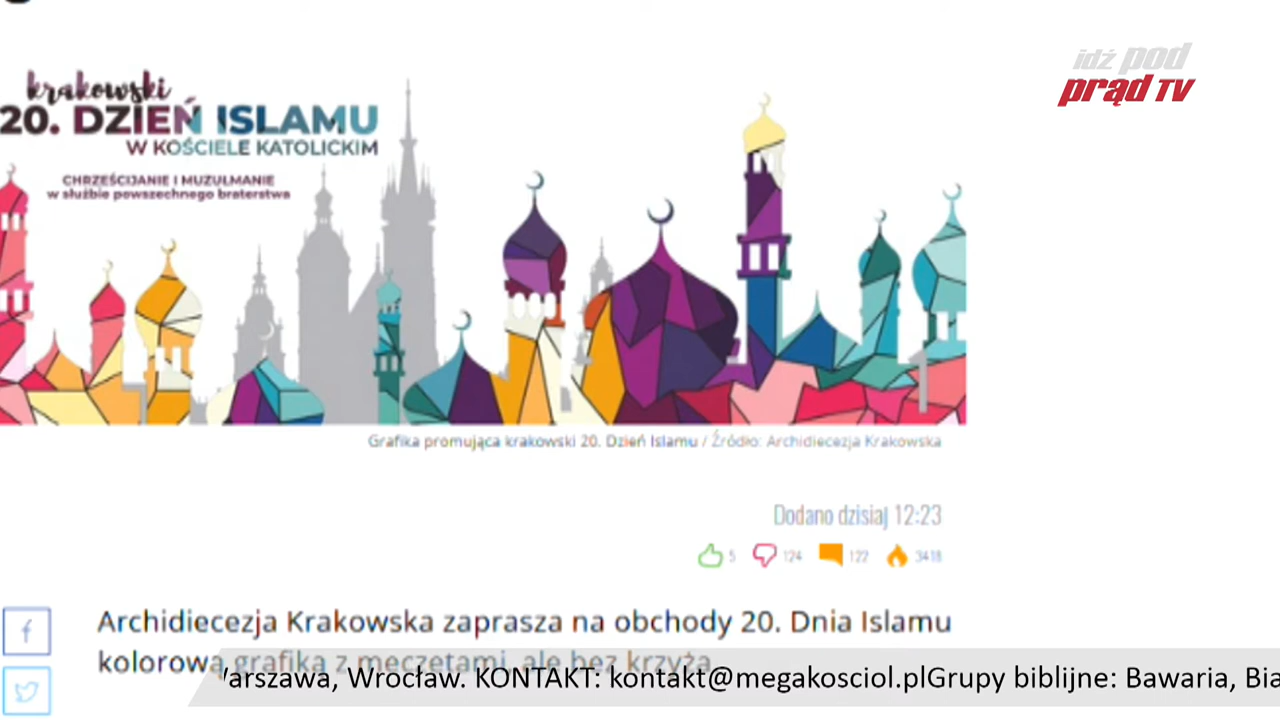 idź pod
prąd TV
krakowski
20. DZIEŃ ISLAMU
W KOŚCIELE KATOLICKIM
CHRZEŚCIJANIE I MUZUŁMANIE
w służbie powszechnego braterstwa
Grafika promująca krakowski 20. Dzień Islamu / Źródło: Archidiecezja Krakowska
Dodano dzisiaj 12:23
5 124 122 3418
Archidiecezja Krakowska zaprasza na obchody 20. Dnia Islamu
kolorową grafiką z meczetami, ale bez krzyża
arszawa, Wrocław. KONTAKT: kontakt@megakosciol.plGrupy biblijne: Bawaria, Bia